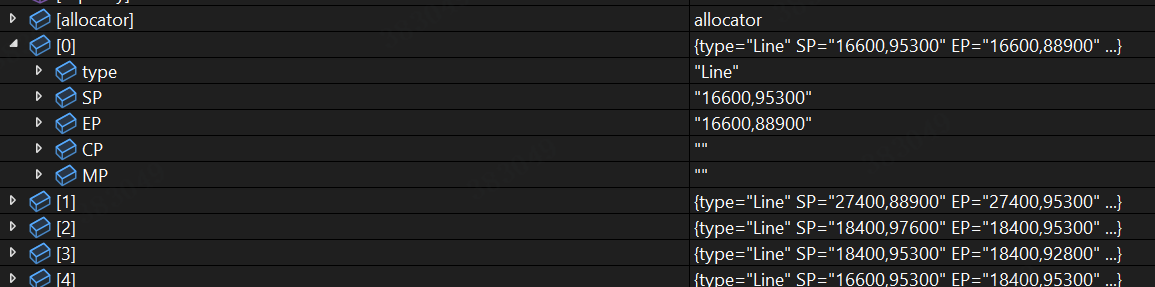 [allocator] allocator
[0] {type="Line" SP="16600,95300" EP="16600,88900" ...}
type "Line"
SP "16600,95300"
EP "16600,88900"
CP ""
MP ""
[1] {type="Line" SP="27400,88900" EP="27400,95300" ...}
[2] {type="Line" SP="18400,97600" EP="18400,95300" ...}
[3] {type="Line" SP="18400,95300" EP="18400,92800" ...}
[4] {type="Line" SP="16600,95300" EP="18400,95300" ...}